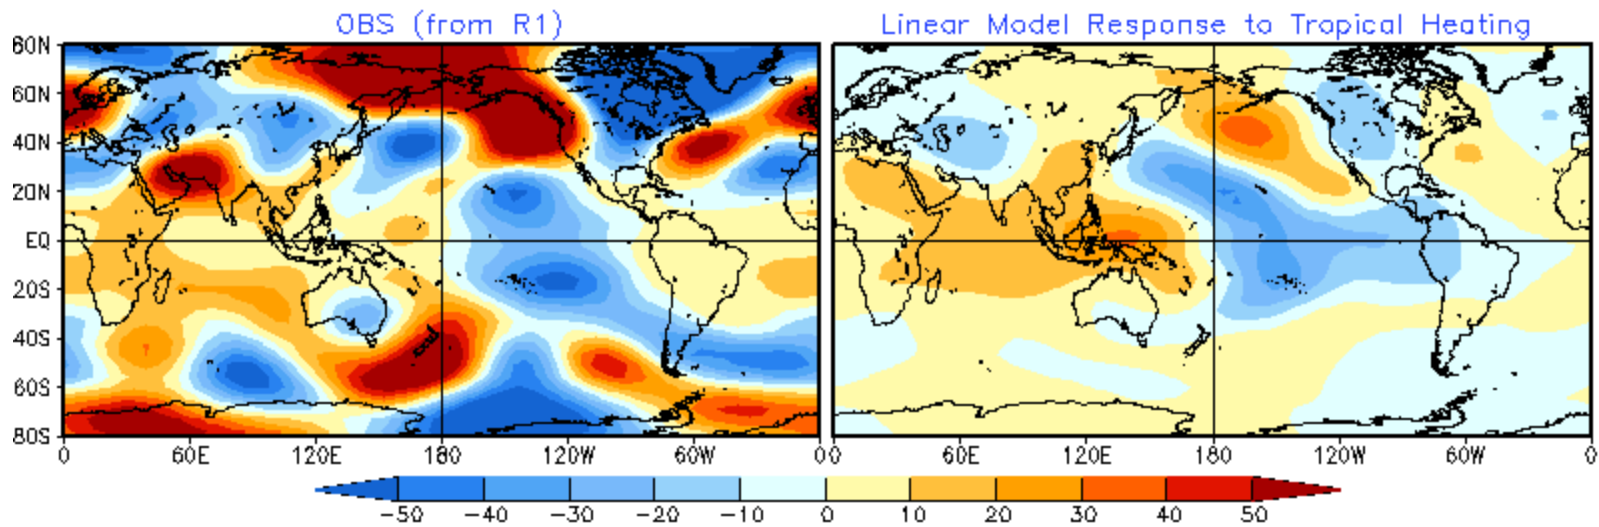 OBS (from R1)
Linear Model Response to Tropical Heating
80N
60N
40N
20N
EQ
20S
40S
60S
80S
0 60E 120E 180 120W 60W 0
0 60E 120E 180 120W 60W 0
-50 -40 -30 -20 -10 0 10 20 30 40 50